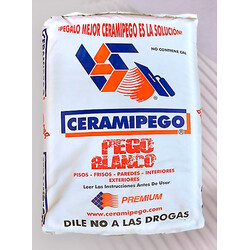 ¡PEGALO MEJOR CERAMIPEGO ES LA SOLUCION!
NO CONTIENE CAL
CERAMIPEGO
®
PEGO
BLANCO
PISOS - FRISOS - PAREDES - INTERIORES
EXTERIORES
Leer Las Instrucciones Antes De Usar
PREMIUM
www.ceramipego.com
DILE NO A LAS DROGAS